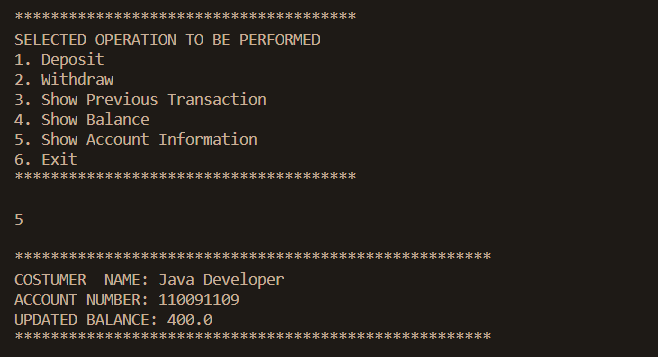 **************************************
SELECTED OPERATION TO BE PERFORMED
1. Deposit
2. Withdraw
3. Show Previous Transaction
4. Show Balance
5. Show Account Information
6. Exit
**************************************
5
*****************************************************
COSTUMER  NAME: Java Developer
ACCOUNT NUMBER: 110091109
UPDATED BALANCE: 400.0
*****************************************************